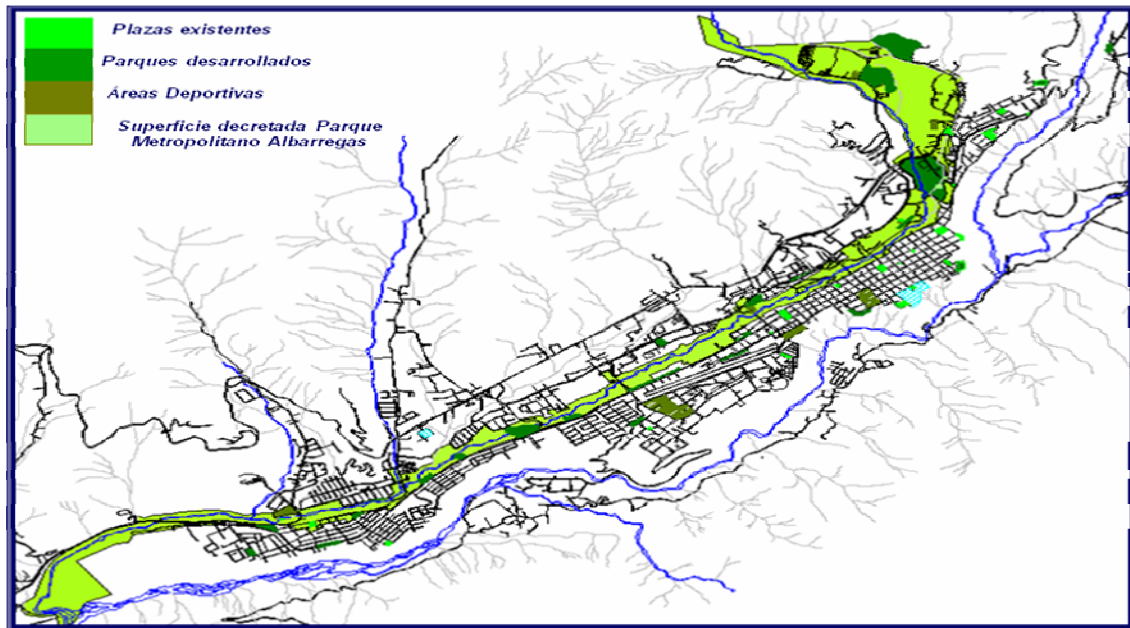 Plazas existentes
Parques desarrollados
Áreas Deportivas
Superficie decretada Parque
Metropolitano Albarregas